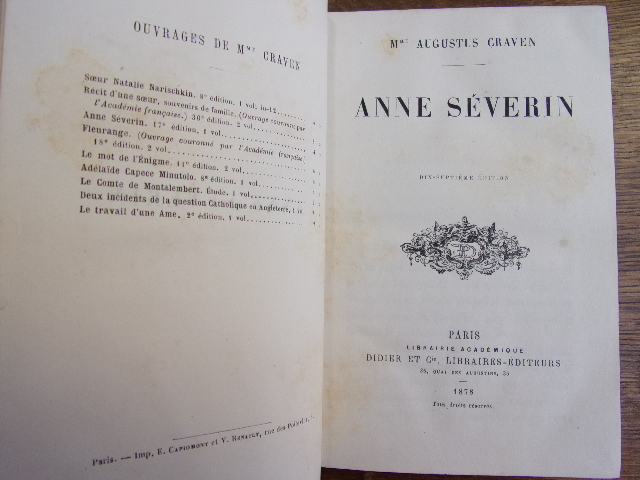 OUVRAGES DE Mme CRAVEN
Sœur Natalie Narischkin. 8e édition. 1 vol. in-12
Récit d'une sœur, souvenirs de famille. (Ouvrage couronné par
l'Académie française.) 30e édition. 2 vol.
Anne Séverin. 17e édition. 1 vol.
Fleurange. (Ouvrage couronné par l'Académie française)
18e édition. 2 vol.
Le mot de l'Énigme. 11e édition. 2 vol.
Adélaïde Capece Minutolo. 8e édition. 1 vol.
Le Comte de Montalembert. Étude. 1 vol.
Deux incidents de la question Catholique en Angleterre. 1 vol
Le travail d'une Ame. 2e édition. 1 vol.
Paris. — Imp. E. CAPIOMONT et V. RENAULT, rue des
Mme AUGUSTUS CRAVEN
ANNE SÉVERIN
DIX-SEPTIÈME ÉDITION
PARIS
LIBRAIRIE ACADÉMIQUE
DIDIER ET Cie, LIBRAIRES-ÉDITEURS
35, QUAI DES AUGUSTINS, 35
1878
Tous droits réservés.